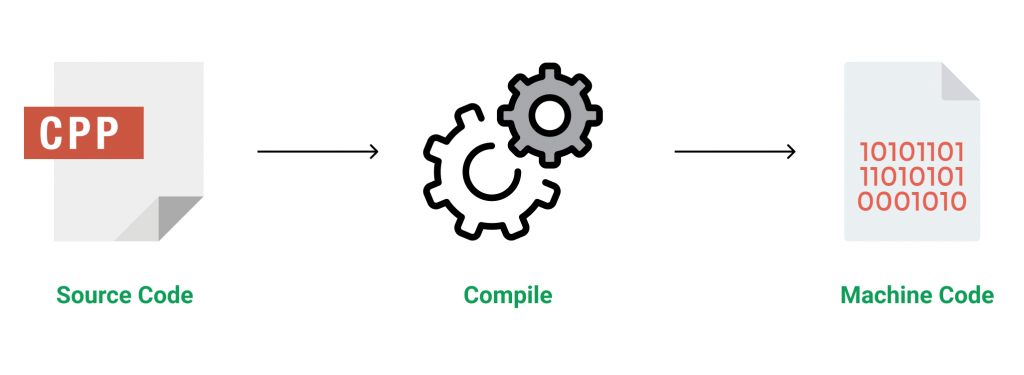 CPP
10101101
11010101
0001010
Source Code
Compile
Machine Code